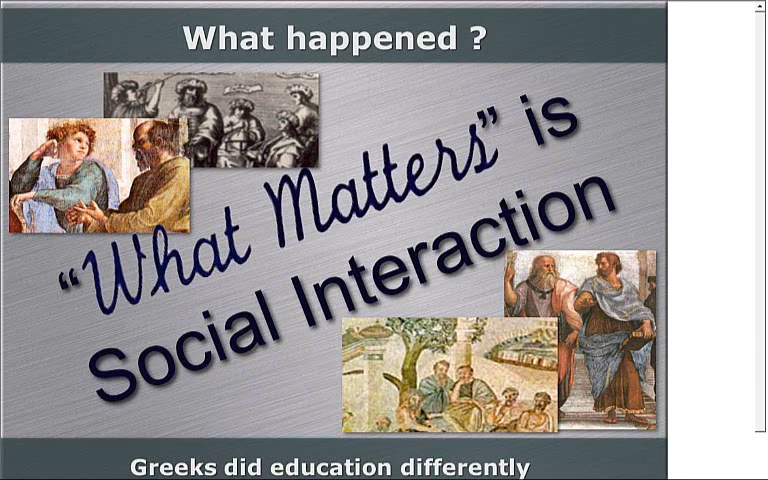 What happened ?
“What Matters” is
Social Interaction
Greeks did education differently